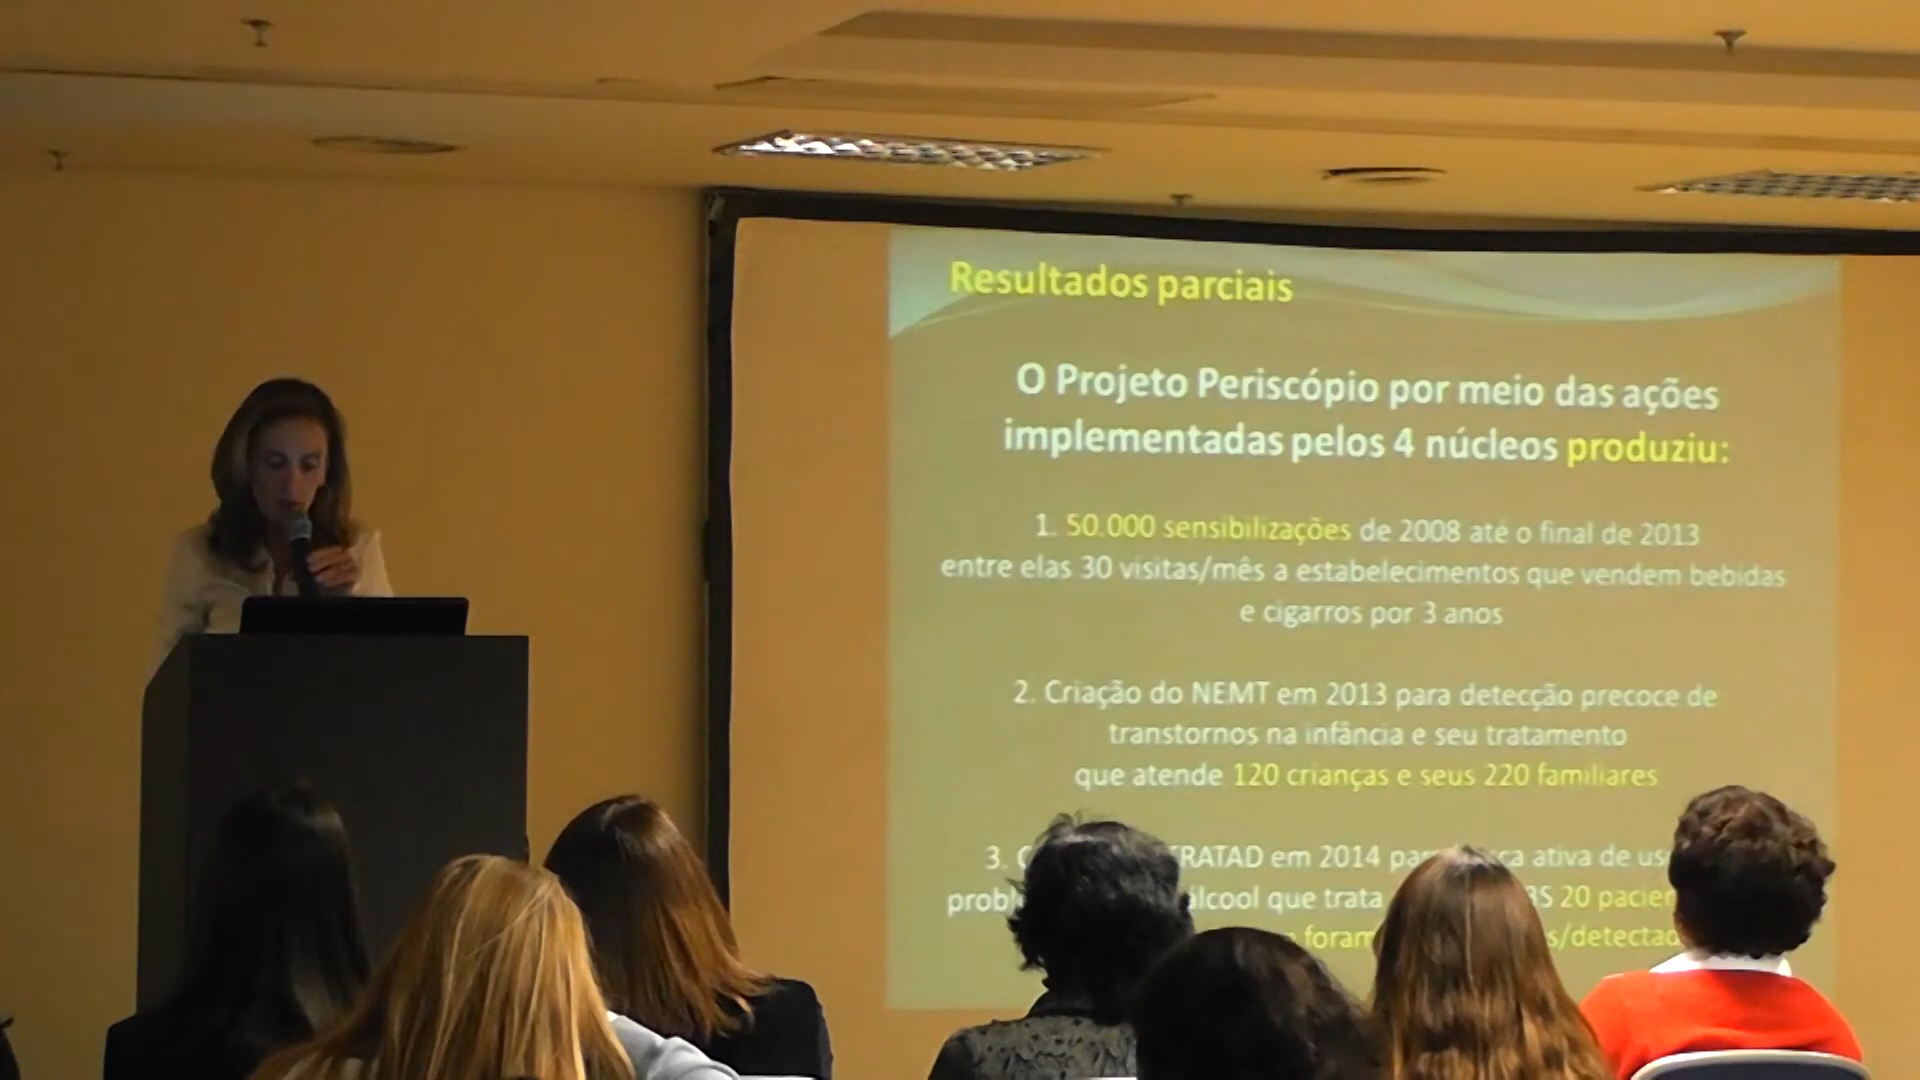 Resultados parciais
O Projeto Periscópio por meio das ações
implementadas pelos 4 núcleos produziu:
1. 50.000 sensibilizações de 2008 até o final de 2013
entre elas 30 visitas/mês a estabelecimentos que vendem bebidas
e cigarros por 3 anos
2. Criação do NEMT em 2013 para detecção precoce de
transtornos na infância e seu tratamento
que atende 120 crianças e seus 220 familiares
3. em 2014 ativa de
álcool que trata 20